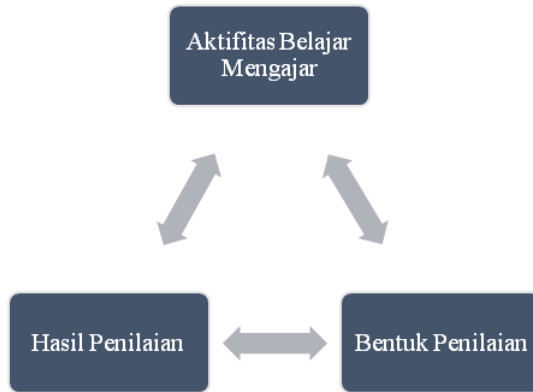 Aktifitas Belajar
Mengajar
Hasil Penilaian
Bentuk Penilaian